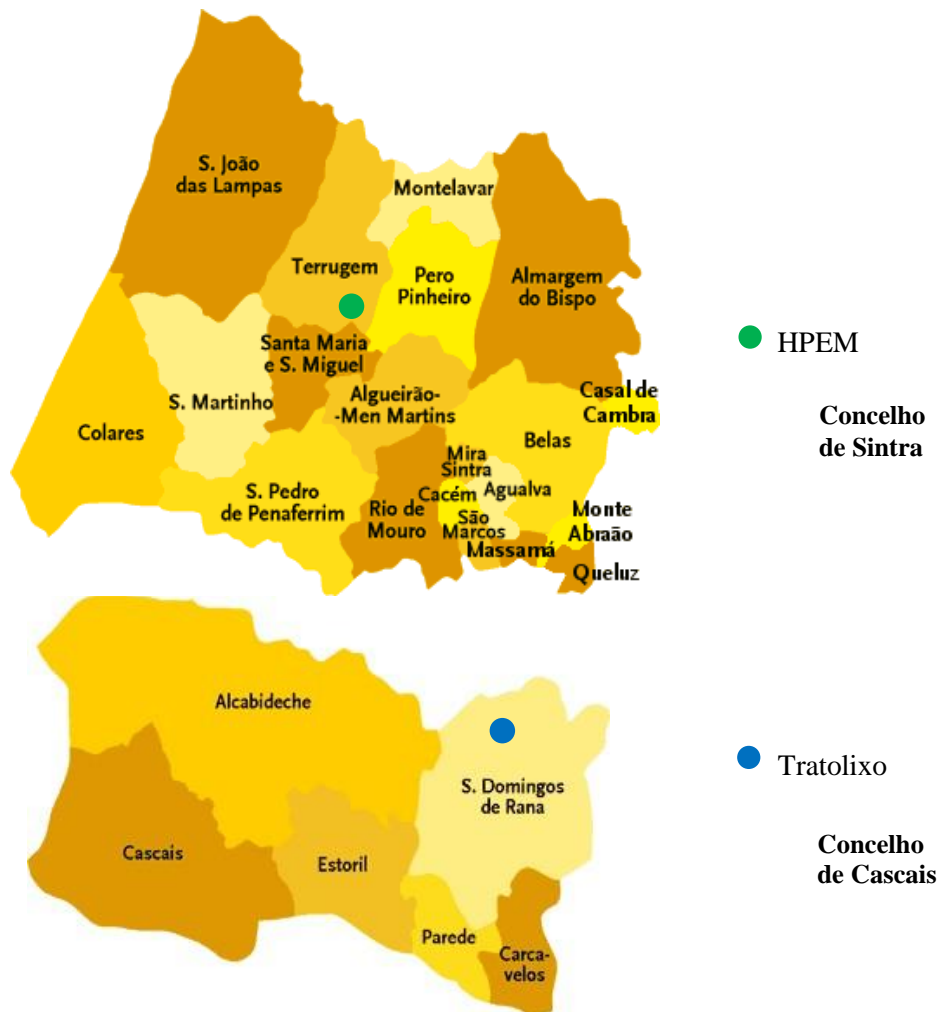 S. João
das Lampas
Montelavar
Terrugem
Pero
Pinheiro
Almargem
do Bispo
Santa Maria
e S. Miguel
HPEM
S. Martinho
Algueirão-
-Men Martins
Casal de
Cambra
Concelho
de Sintra
Colares
Belas
Mira
Sintra
S. Pedro
de Penaferrim
Rio de
Mouro
Cacém
Agualva
São
Marcos
Monte
Abraão
Massamá
Queluz
Alcabideche
Tratolixo
S. Domingos
de Rana
Concelho
de Cascais
Cascais
Estoril
Parede
Carca-
velos